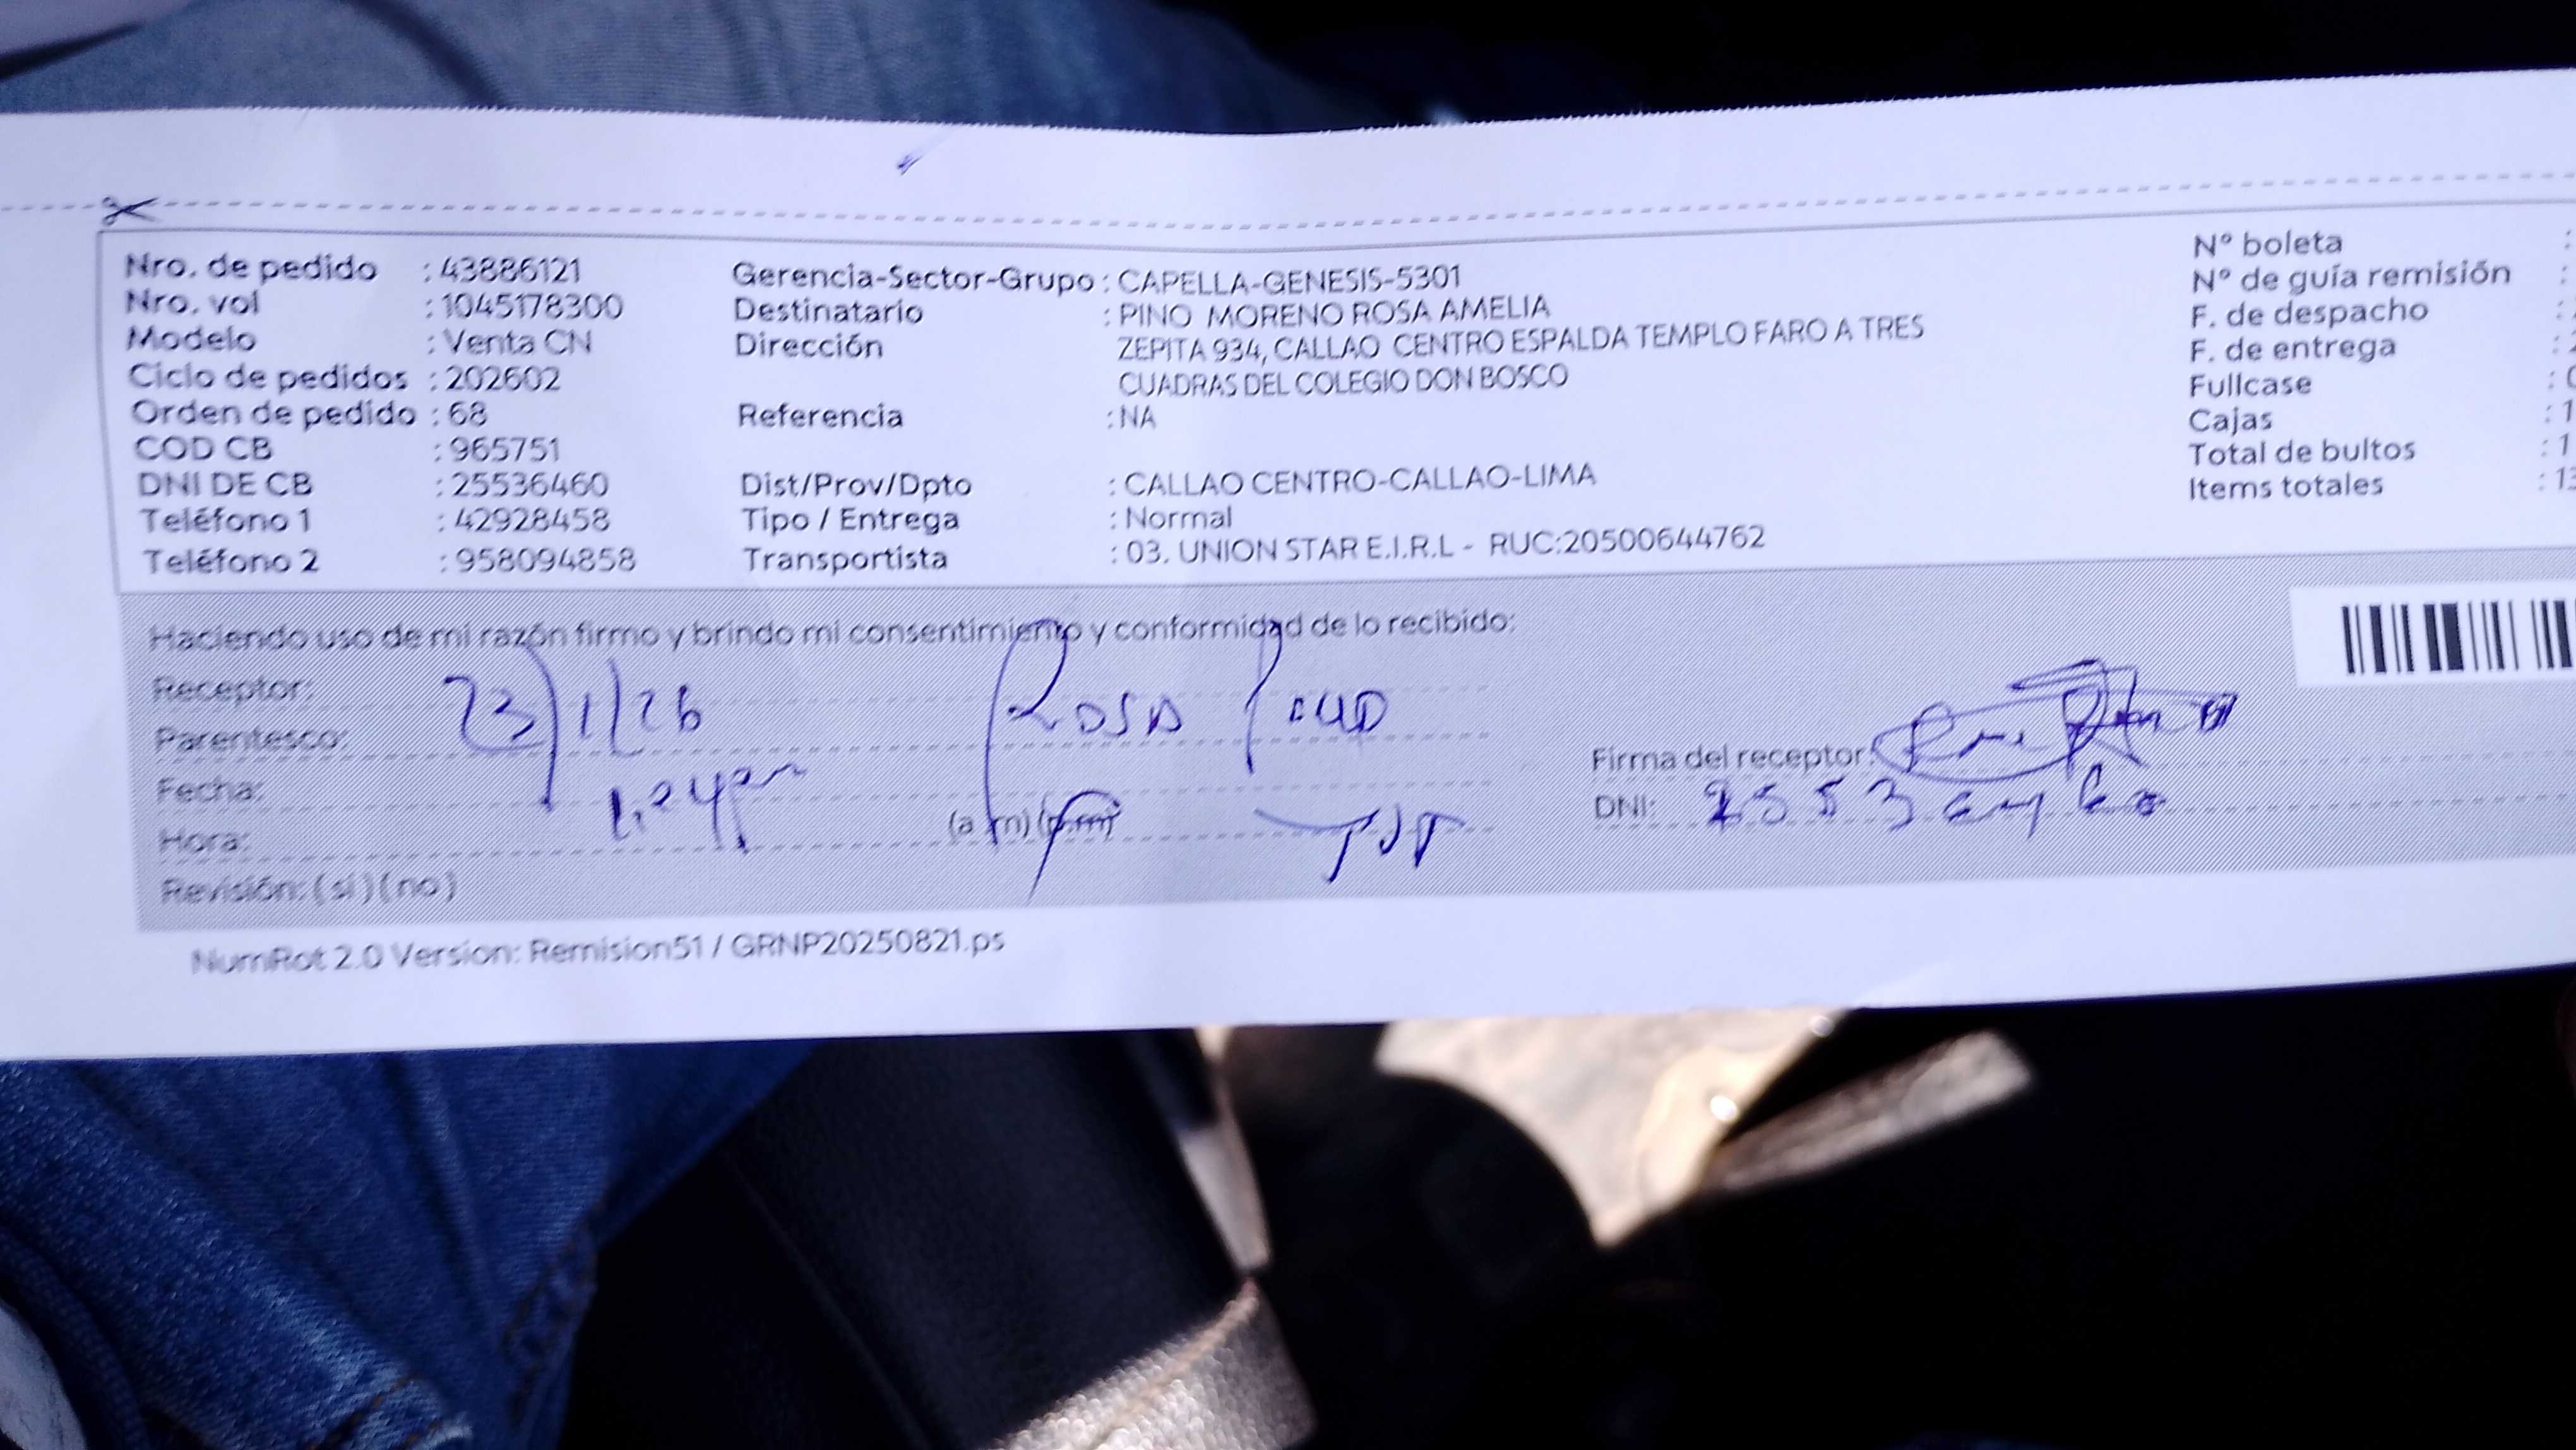 Nro. de pedido : 43886121
Nro. vol : 1045178300
Modelo : Venta CN
Ciclo de pedidos : 202602
Orden de pedido : 68
COD CB : 965751
DNI DE CB : 25536460
Teléfono 1 : 42928458
Teléfono 2 : 958094858
Gerencia-Sector-Grupo : CAPELLA-GENESIS-5301
Destinatario : PINO MORENO ROSA AMELIA
Dirección ZEPITA 934, CALLAO CENTRO ESPALDA TEMPLO FARO A TRES
CUADRAS DEL COLEGIO DON BOSCO
Referencia : NA
Dist/Prov/Dpto : CALLAO CENTRO-CALLAO-LIMA
Tipo / Entrega : Normal
Transportista : 03. UNION STAR E.I.R.L - RUC:20500644762
N° boleta :
N° de guía remisión :
F. de despacho :
F. de entrega :
Fullcase :
Cajas : 1
Total de bultos : 1
Items totales :
Haciendo uso de mi razón firmo y brindo mi consentimiento y conformidad de lo recibido:
Receptor:
23/1/26 Rosa
Parentesco:
Fecha:
Hora: (a m) (p.m)
Revisión: (si) (no)
Firma del receptor:
DNI:
NumRot 2.0 Version: Remision51 / GRNP20250821.ps